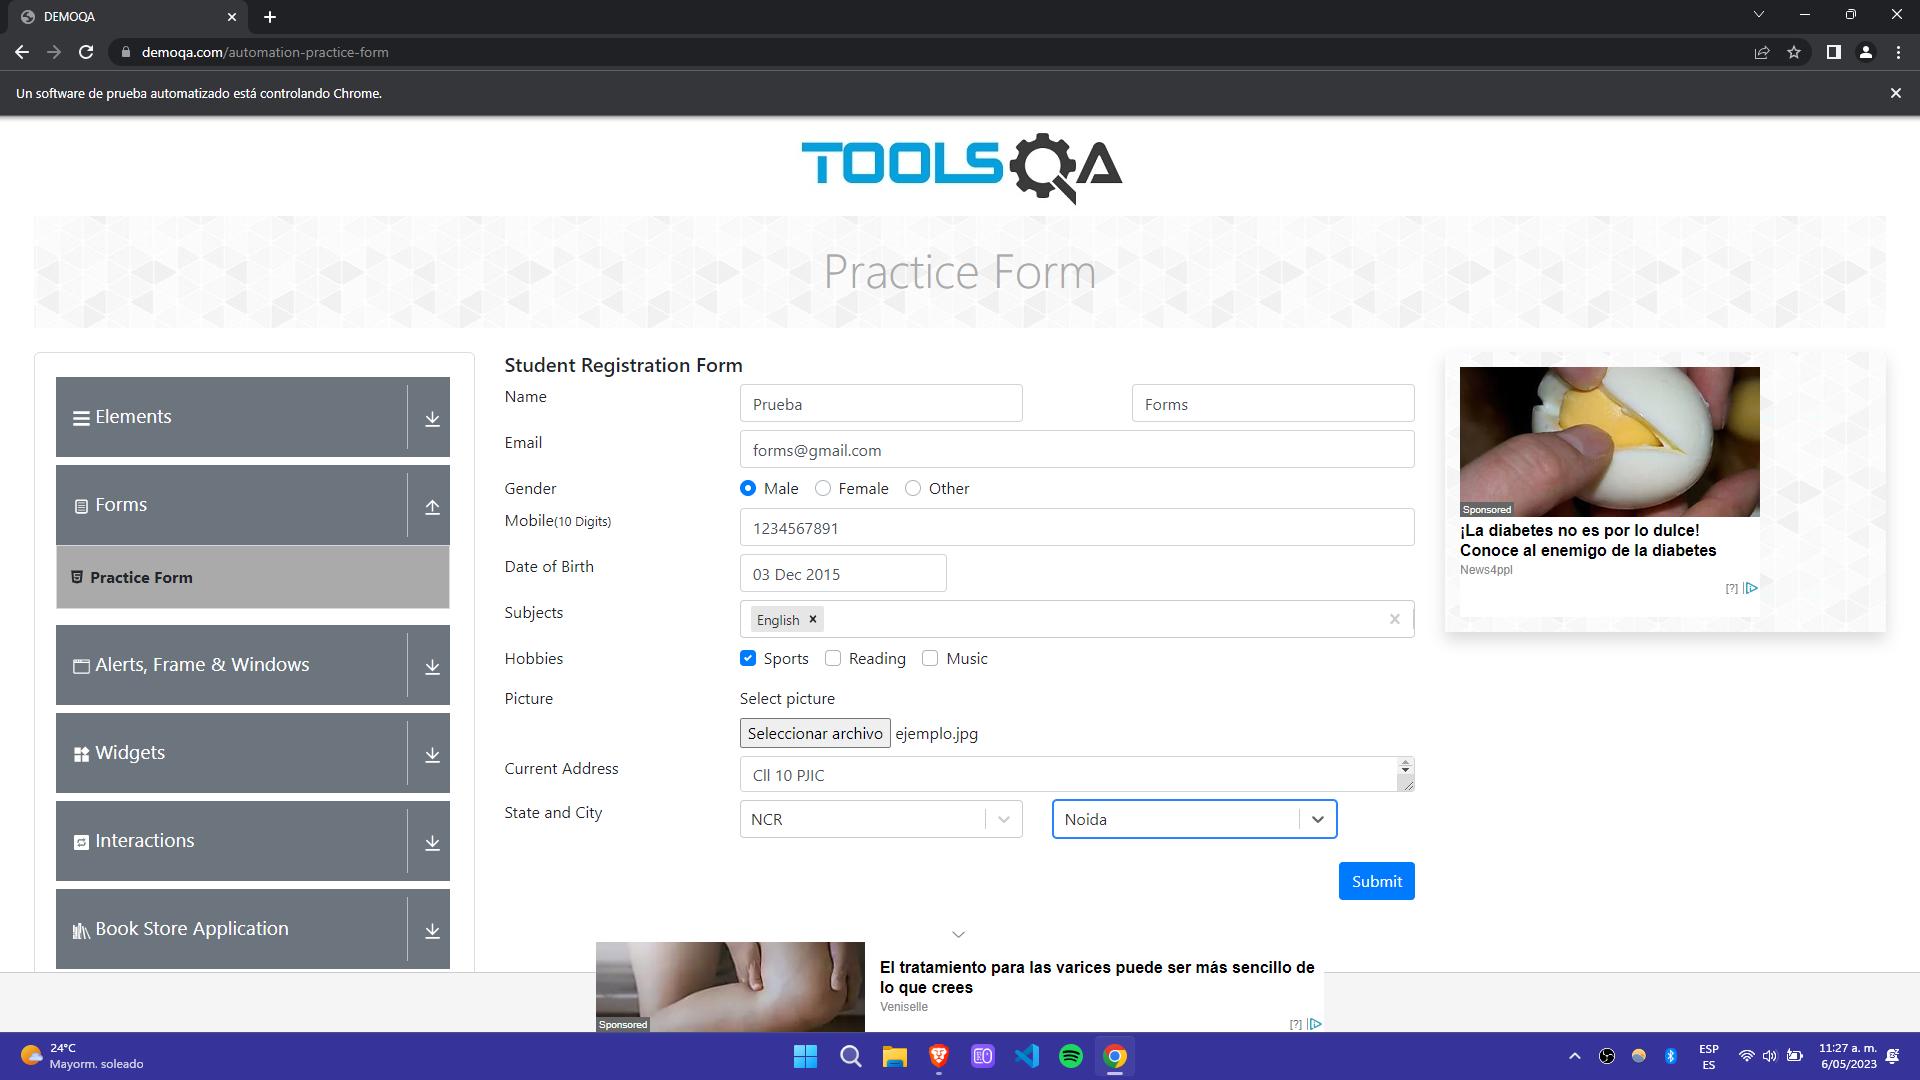 DEMOQA
demoqa.com/automation-practice-form
Un software de prueba automatizado está controlando Chrome.
TOOLSQA
Practice Form
Elements
Forms
Practice Form
Alerts, Frame & Windows
Widgets
Interactions
Book Store Application
Student Registration Form
Name
Prueba
Forms
Email
forms@gmail.com
Gender
Male
Female
Other
Mobile(10 Digits)
1234567891
Date of Birth
03 Dec 2015
Subjects
English
Hobbies
Sports
Reading
Music
Picture
Select picture
Seleccionar archivo ejemplo.jpg
Current Address
Cll 10 PJIC
State and City
NCR
Noida
Submit
Sponsored
¡La diabetes no es por lo dulce!
Conoce al enemigo de la diabetes
News4ppl
[?]
Sponsored
El tratamiento para las varices puede ser más sencillo de
lo que crees
Veniselle
[?]
24°C
Mayorm. soleado
ESP
ES
11:27 a. m.
6/05/2023